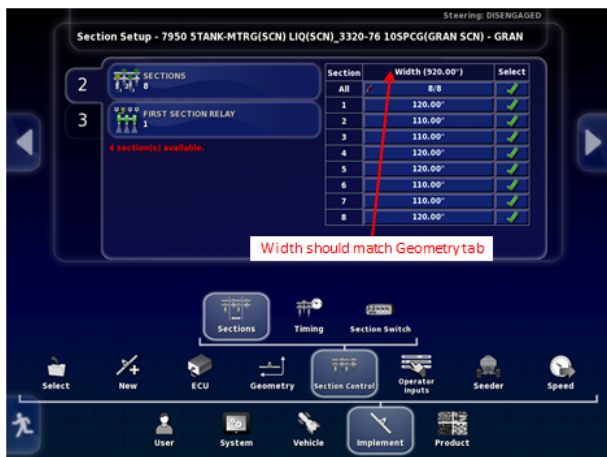 Steering: DISENGAGED
Section Setup - 7950 5TANK-MTRG(SCN) LIQ(SCN)_3320-76 10SPCG(GRAN SCN) - GRAN
2
SECTIONS
8
3
FIRST SECTION RELAY
1
4 section(s) available.
Section Width (920.00") Select
All 8/8
1 120.00"
2 110.00"
3 110.00"
4 120.00"
5 120.00"
6 110.00"
7 110.00"
8 120.00"
Width should match Geometry tab
Sections Timing Section Switch
Select New ECU Geometry Section Control Operator Inputs Seeder Speed
User System Vehicle Implement Product